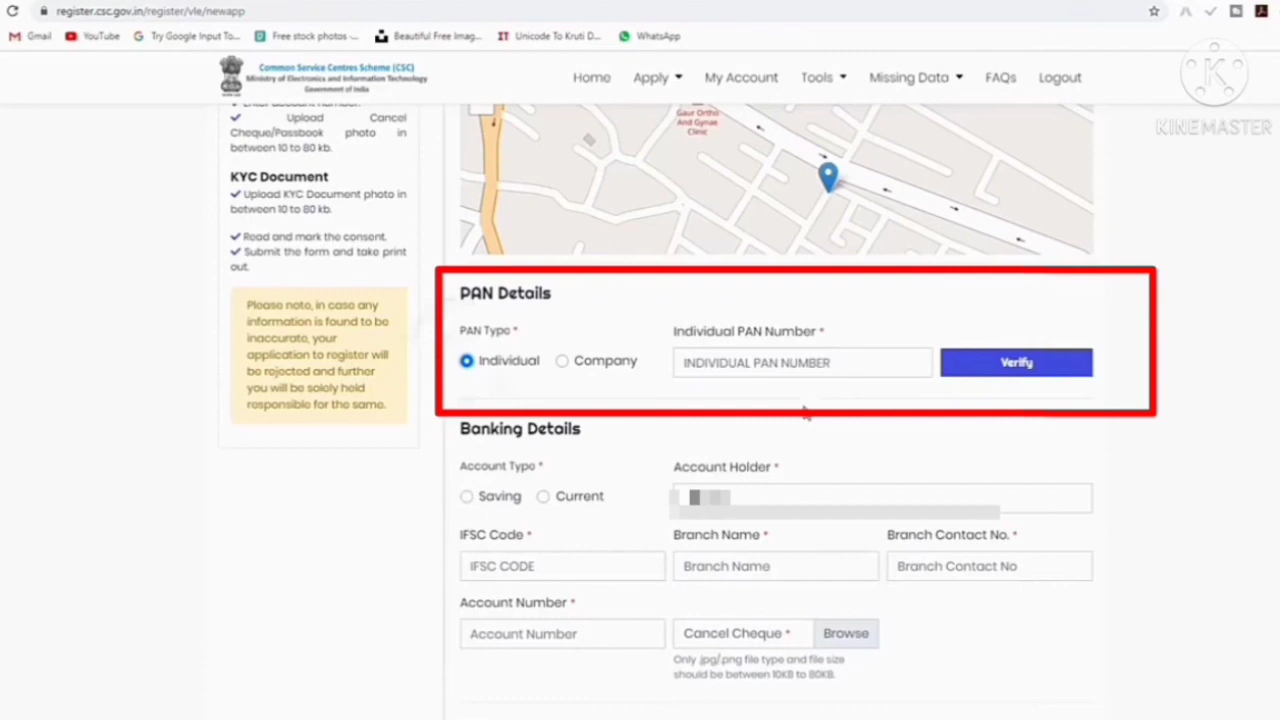 register.csc.gov.in/register/vle/newapp
Gmail YouTube Try Google Input To... Free stock photos -... Beautiful Free Imag... Unicode To Kruti D... WhatsApp
Common Service Centres Scheme (CSC)
Ministry of Electronics and Information Technology
Government of India
Home Apply My Account Tools Missing Data FAQs Logout
KINEMASTER
Enter account number.
Upload Cancel
Cheque/Passbook photo in
between 10 to 80 kb.
KYC Document
Upload KYC Document photo in
between 10 to 80 kb.
Read and mark the consent.
Submit the form and take print
out.
Please note, in case any
information is found to be
inaccurate, your
application to register will
be rejected and further
you will be solely held
responsible for the same.
Gaur Ortho
And Gynae
Clinic
PAN Details
PAN Type * Individual PAN Number *
Individual Company INDIVIDUAL PAN NUMBER Verify
Banking Details
Account Type * Account Holder *
Saving Current
IFSC Code * Branch Name * Branch Contact No. *
IFSC CODE Branch Name Branch Contact No
Account Number *
Account Number Cancel Cheque * Browse
Only .jpg/.png file type and file size
should be between 10KB to 80KB.